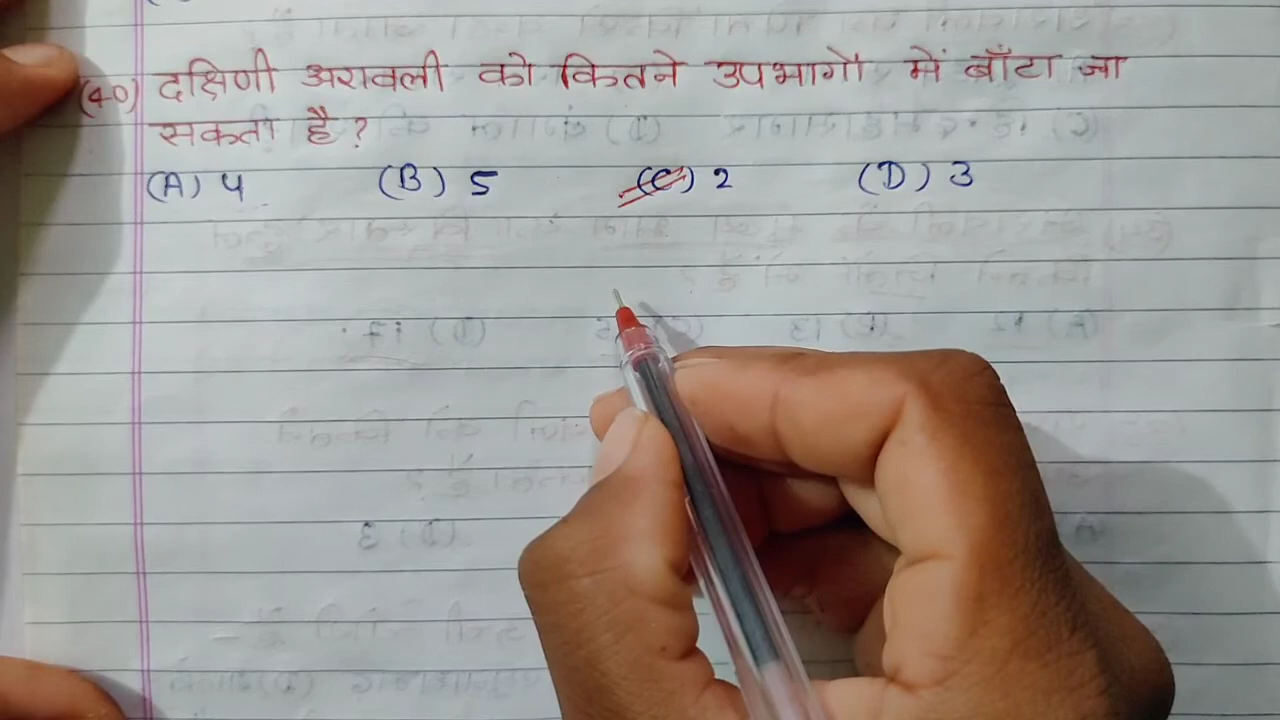 (40) दक्षिणी अरावली को कितने उपभागों में बाँटा जा
सकता है?
(A) 4 (B) 5 (C) 2 (D) 3